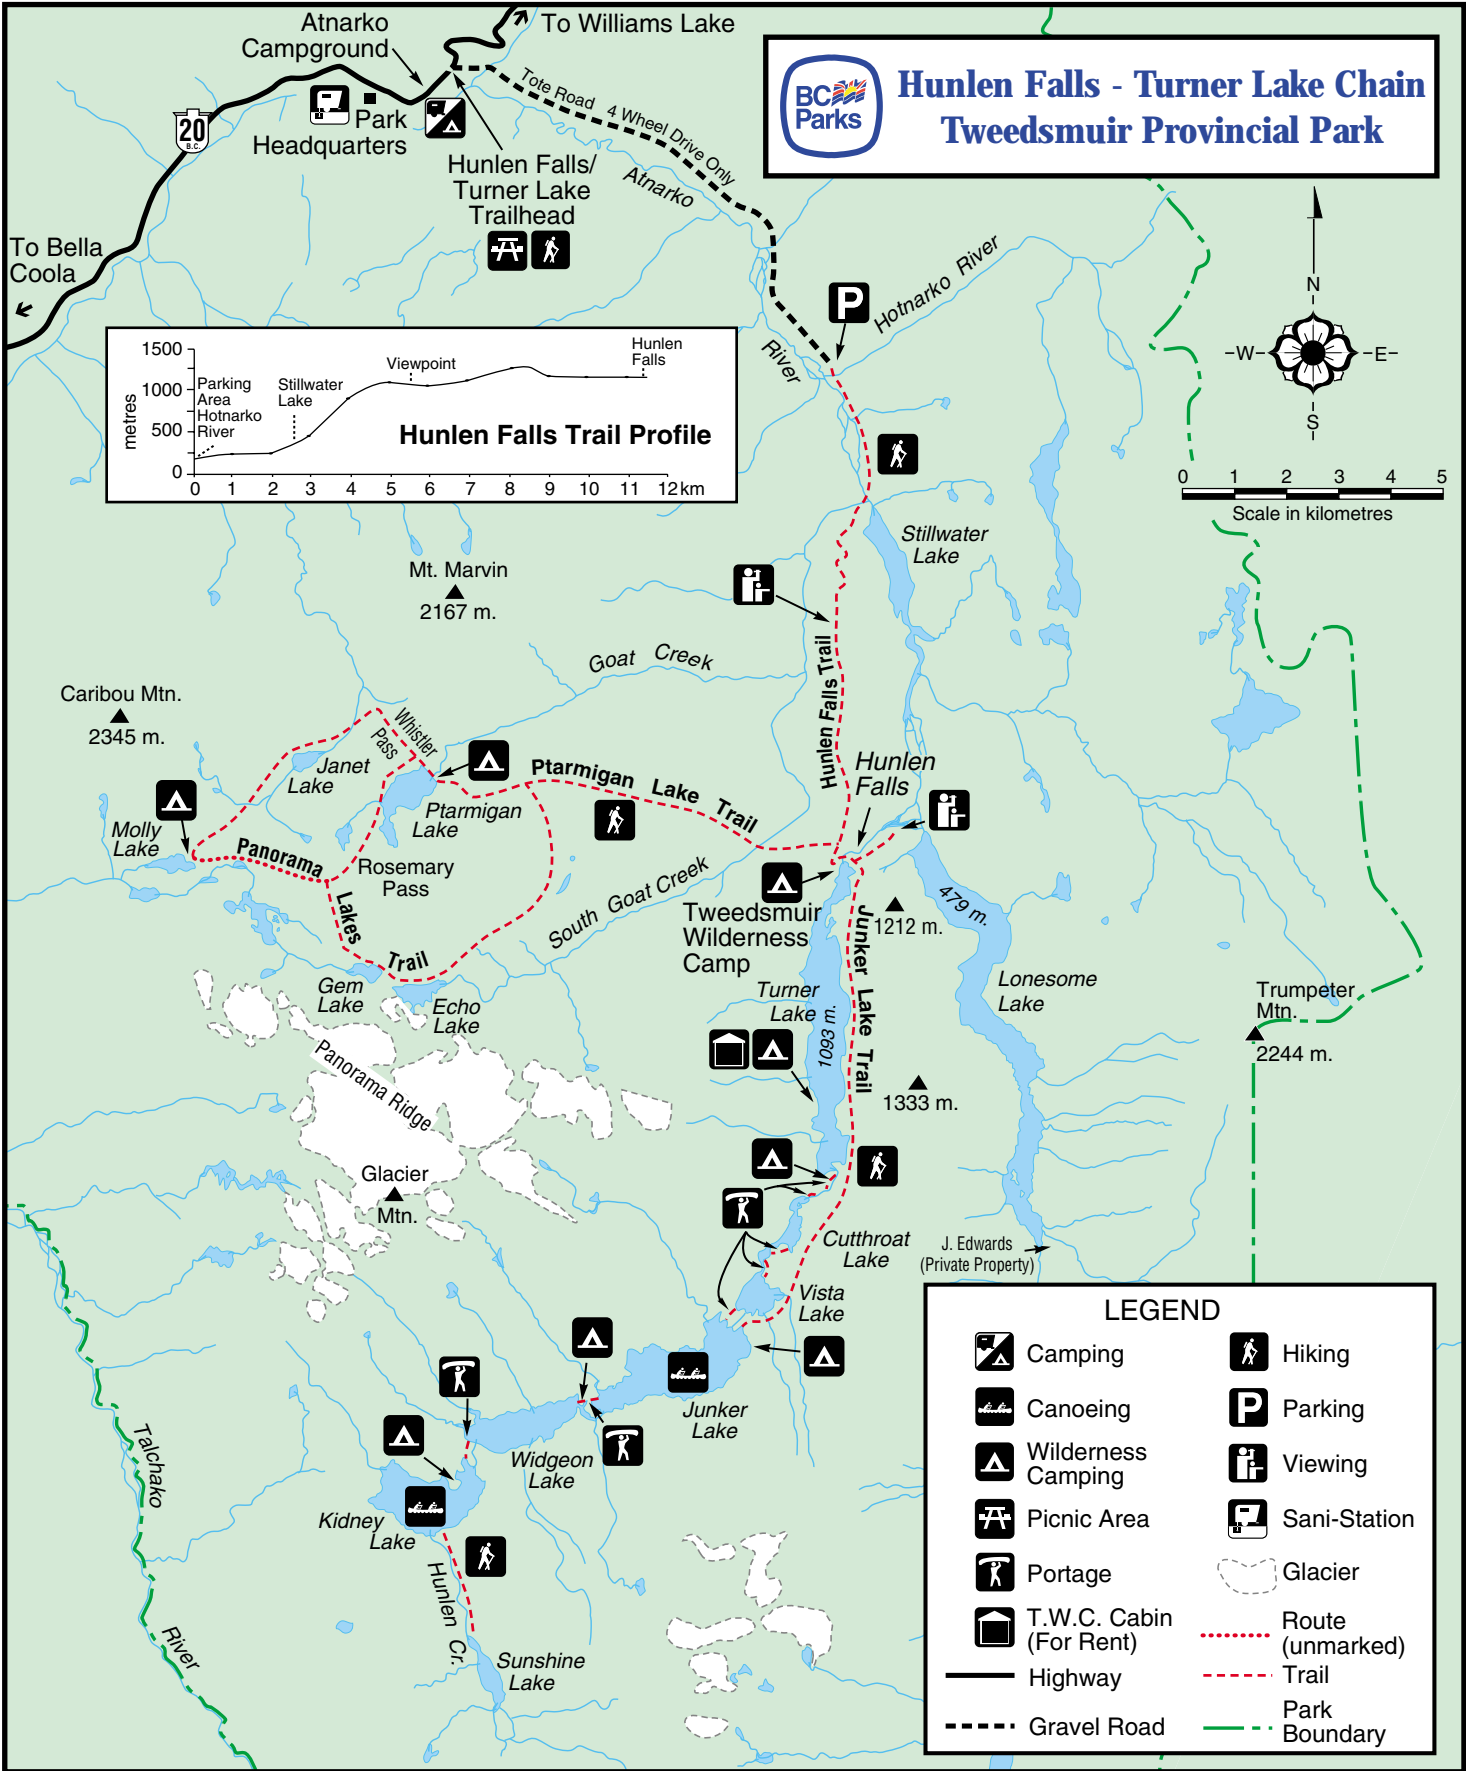 Atnarko
Campground
To Williams Lake
BC
Parks
Hunlen Falls - Turner Lake Chain
Tweedsmuir Provincial Park
20
B.C.
Park
Headquarters
Tote Road 4 Wheel Drive Only
Hunlen Falls/
Turner Lake
Trailhead
Atnarko
River
To Bella
Coola
P
Hotnarko River
N
W
E
S
0 1 2 3 4 5
Scale in kilometres
1500
1000
500
0
metres
Parking
Area
Hotnarko
River
Stillwater
Lake
Viewpoint
Hunlen
Falls
Hunlen Falls Trail Profile
0 1 2 3 4 5 6 7 8 9 10 11 12 km
Stillwater
Lake
Mt. Marvin
2167 m.
Goat Creek
Hunlen Falls Trail
Caribou Mtn.
2345 m.
Whistler
Pass
Janet
Lake
Ptarmigan
Lake
Ptarmigan Lake Trail
Hunlen
Falls
Molly
Lake
Panorama
Lakes
Trail
Rosemary
Pass
South Goat Creek
Tweedsmuir
Wilderness
Camp
479 m.
1212 m.
Junker Lake Trail
Gem
Lake
Echo
Lake
Turner
Lake
1093 m.
Lonesome
Lake
Trumpeter
Mtn.
2244 m.
Panorama Ridge
1333 m.
Glacier
Mtn.
Cutthroat
Lake
J. Edwards
(Private Property)
Vista
Lake
Junker
Lake
Widgeon
Lake
Kidney
Lake
Talchako
River
Hunlen Cr.
Sunshine
Lake
LEGEND
Camping
Hiking
Canoeing
P
Parking
Wilderness
Camping
Viewing
Picnic Area
Sani-Station
Portage
Glacier
T.W.C. Cabin
(For Rent)
Route
(unmarked)
Highway
Trail
Gravel Road
Park
Boundary